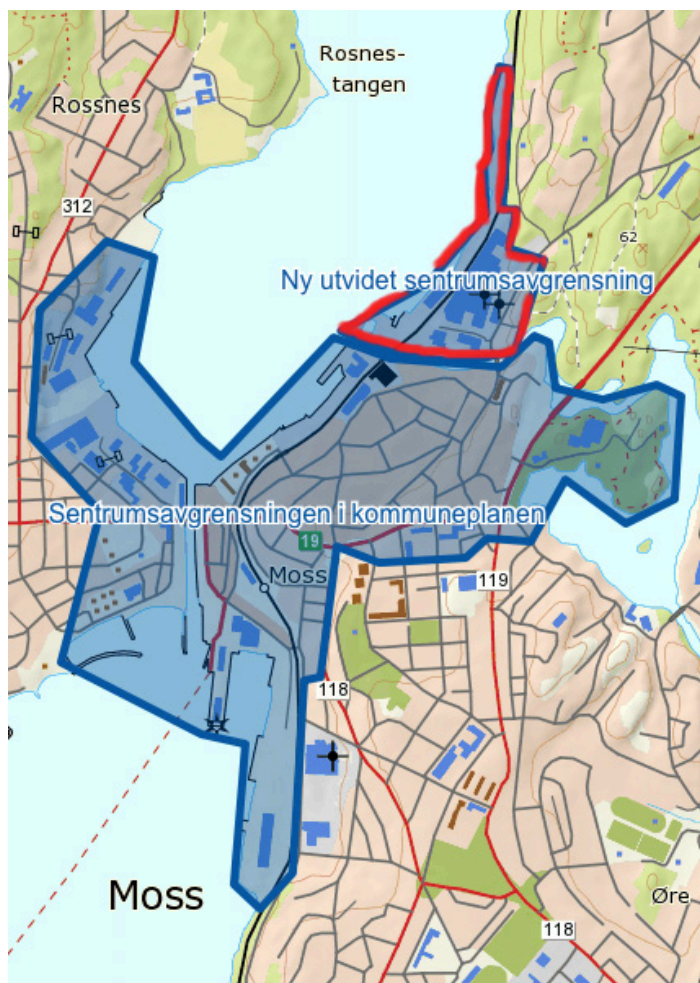 Rosnes-
tangen
Rossnes
312
62
Ny utvidet sentrumsavgrensning
Sentrumsavgrensningen i kommuneplanen
19
Moss
119
118
Moss
Øre
118